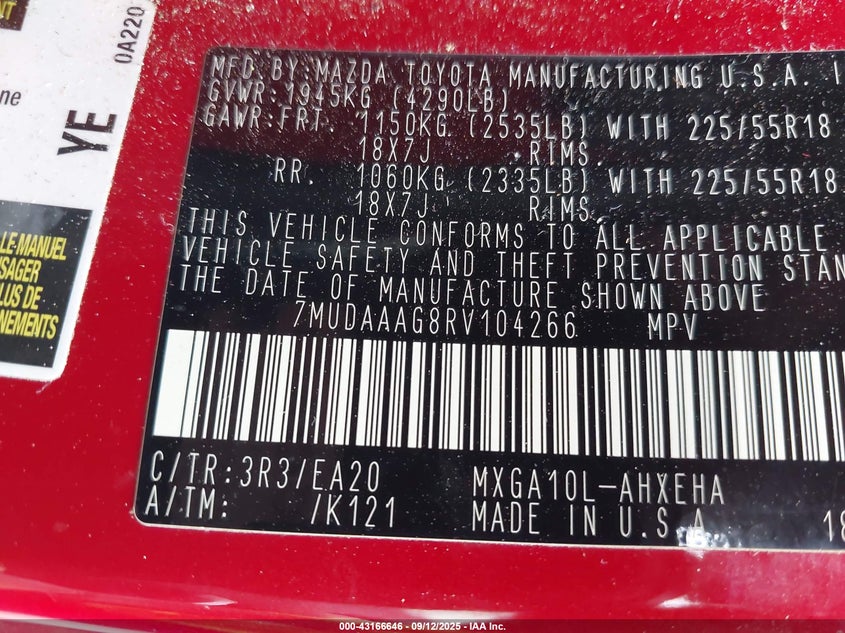 0A220
ne
YE
LE MANUEL
SAGER
LUS DE
NEMENTS
MFD BY:MAZDA TOYOTA MANUFACTURING U.S.A. I
GVWR:1945KG (4290LB)
GAWR:FRT. 1150KG (2535LB) WITH 225/55R18
18X7J RIMS.
RR. 1060KG (2335LB) WITH 225/55R18
18X7J RIMS.
THIS VEHICLE CONFORMS TO ALL APPLICABLE
VEHICLE SAFETY AND THEFT PREVENTION STAN
THE DATE OF MANUFACTURE SHOWN ABOVE.
7MUDAAAG8RV104266 MPV
C/TR:3R3/EA20 MXGA10L-AHXEHA
A/TM: /K121 MADE IN U.S.A. 18
000-43166646 - 09/12/2025 - IAA Inc.